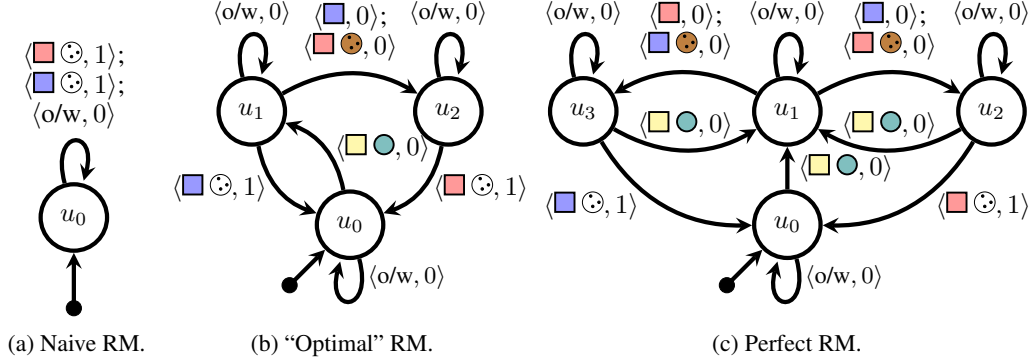 ⟨ , 1⟩;
⟨ , 1⟩;
⟨o/w, 0⟩
u0
(a) Naive RM.
⟨o/w, 0⟩
⟨ , 0⟩;
⟨ , 0⟩
⟨o/w, 0⟩
u1
u2
⟨ , 0⟩
⟨ , 1⟩
⟨ , 1⟩
u0
⟨o/w, 0⟩
(b) “Optimal” RM.
⟨o/w, 0⟩
⟨ , 0⟩;
⟨ , 0⟩
⟨o/w, 0⟩
⟨ , 0⟩;
⟨ , 0⟩
⟨o/w, 0⟩
u3
u1
u2
⟨ , 0⟩
⟨ , 0⟩
⟨ , 0⟩
⟨ , 1⟩
⟨ , 1⟩
u0
⟨o/w, 0⟩
(c) Perfect RM.